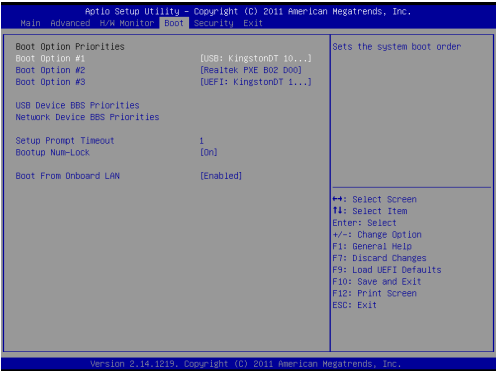 Aptio Setup Utility – Copyright (C) 2011 American Megatrends, Inc.
Main Advanced H/W Monitor Boot Security Exit
Boot Option Priorities
Boot Option #1 [USB: KingstonDT 10...]
Boot Option #2 [Realtek PXE B02 D00]
Boot Option #3 [UEFI: KingstonDT 1...]
USB Device BBS Priorities
Network Device BBS Priorities
Setup Prompt Timeout 1
Bootup Num-Lock [On]
Boot From Onboard LAN [Enabled]
Sets the system boot order
↔: Select Screen
↑↓: Select Item
Enter: Select
+/-: Change Option
F1: General Help
F7: Discard Changes
F9: Load UEFI Defaults
F10: Save and Exit
F12: Print Screen
ESC: Exit
Version 2.14.1219. Copyright (C) 2011 American Megatrends, Inc.